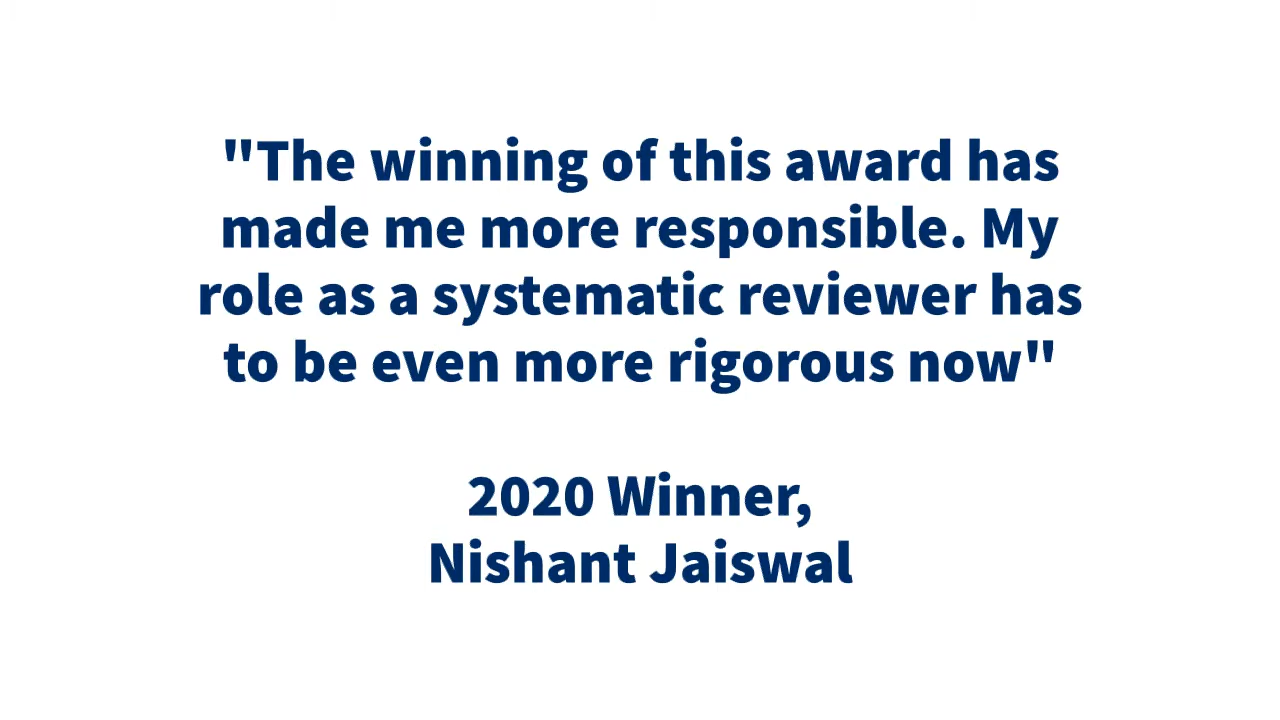 "The winning of this award has
made me more responsible. My
role as a systematic reviewer has
to be even more rigorous now"
2020 Winner,
Nishant Jaiswal